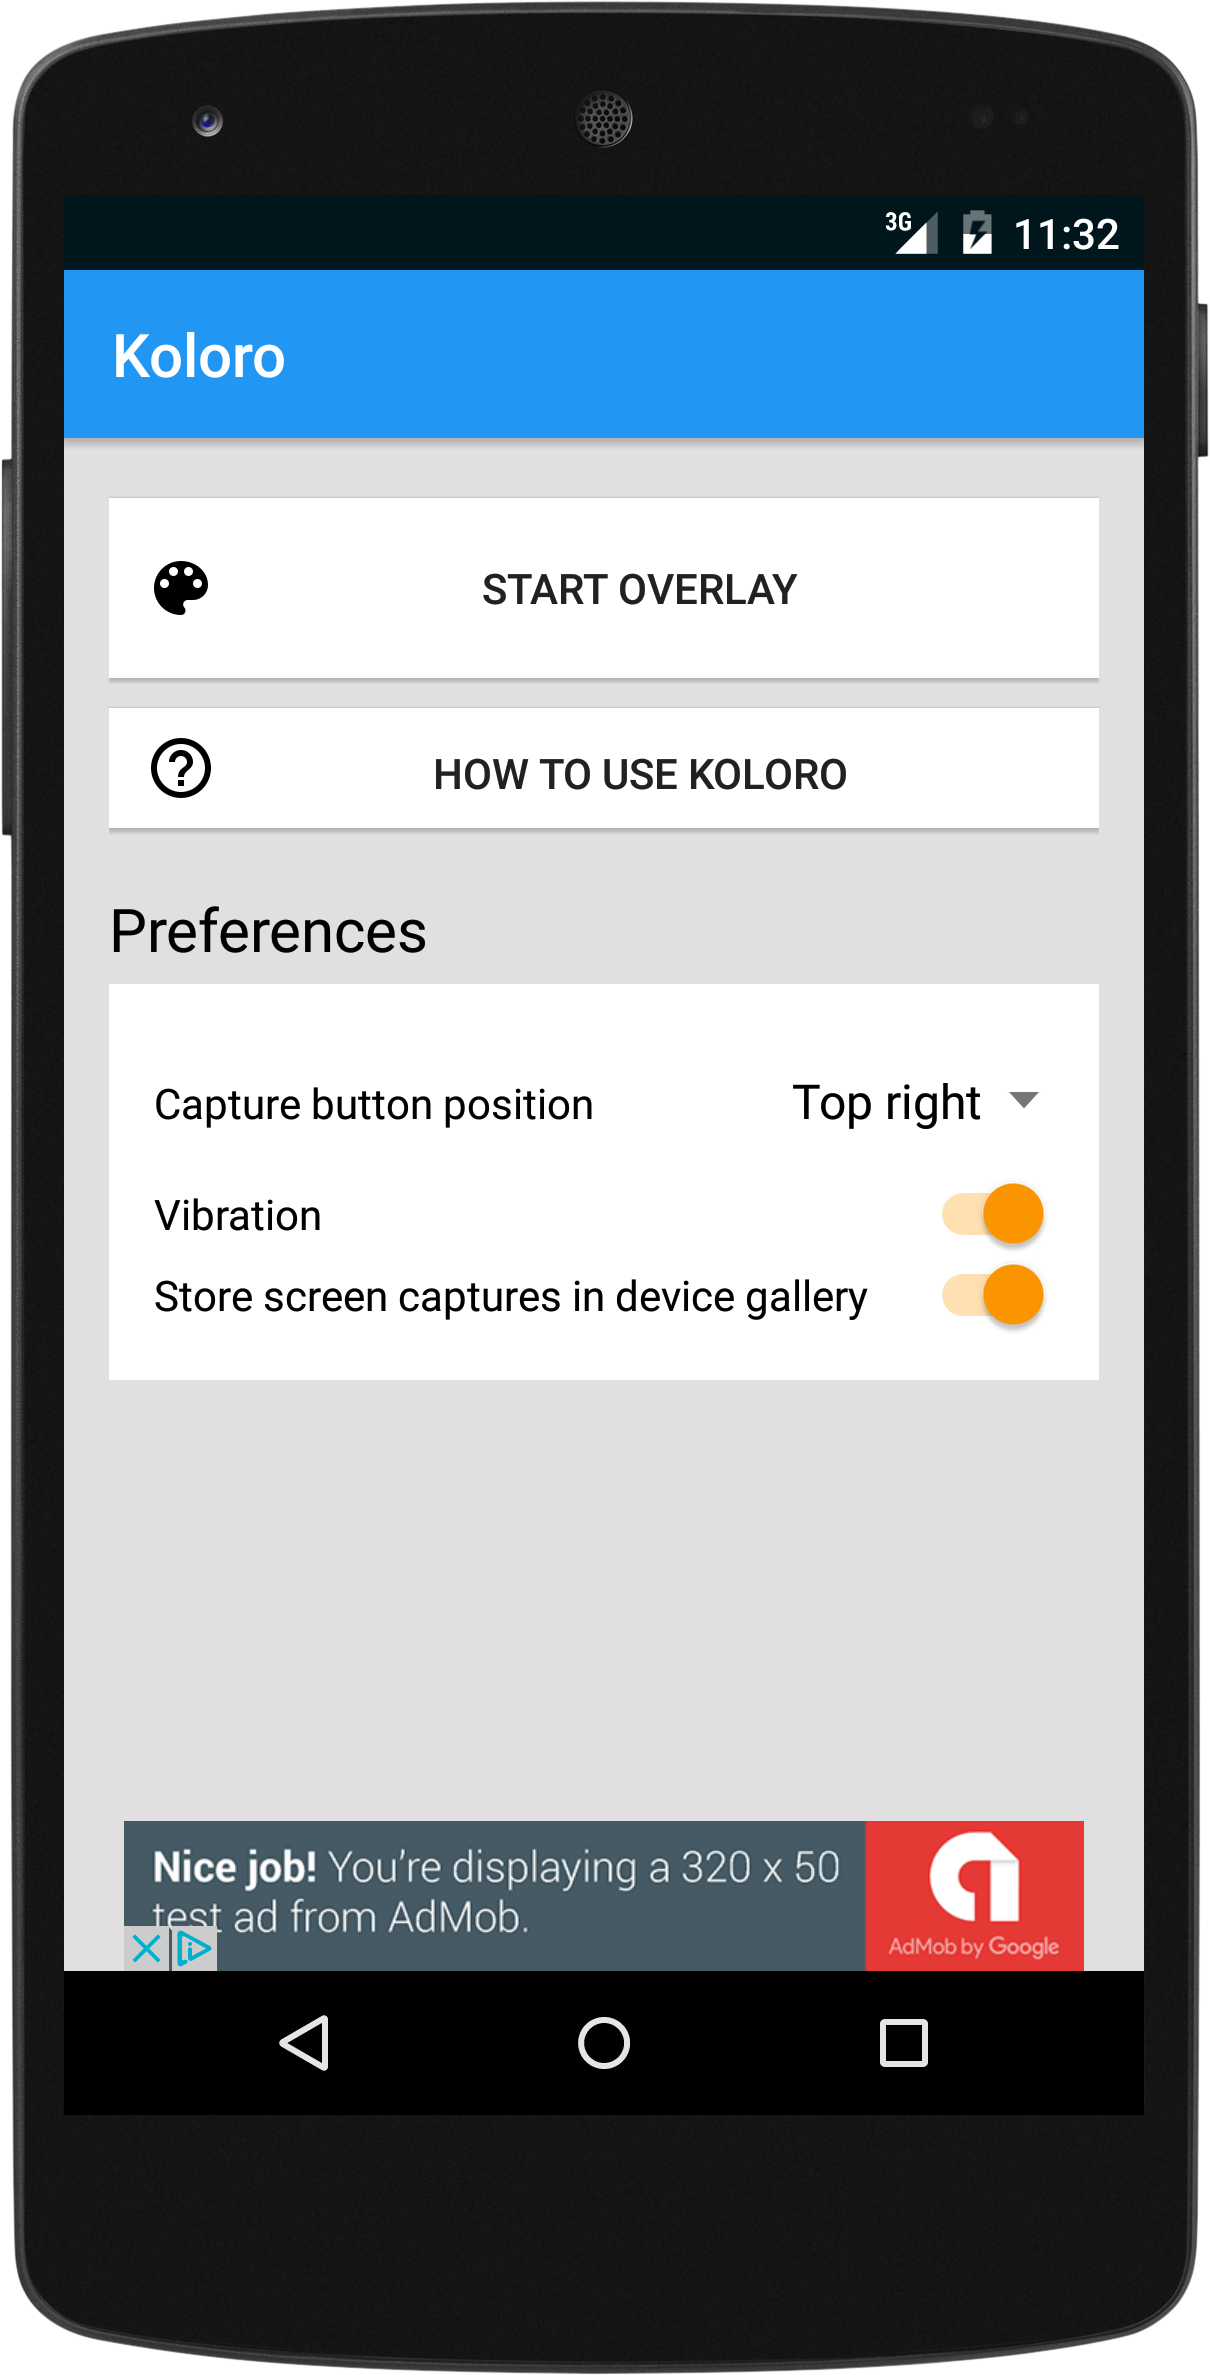 3G 11:32
Koloro
START OVERLAY
HOW TO USE KOLORO
Preferences
Capture button position Top right
Vibration
Store screen captures in device gallery
Nice job! You're displaying a 320 x 50
test ad from AdMob.
AdMob by Google